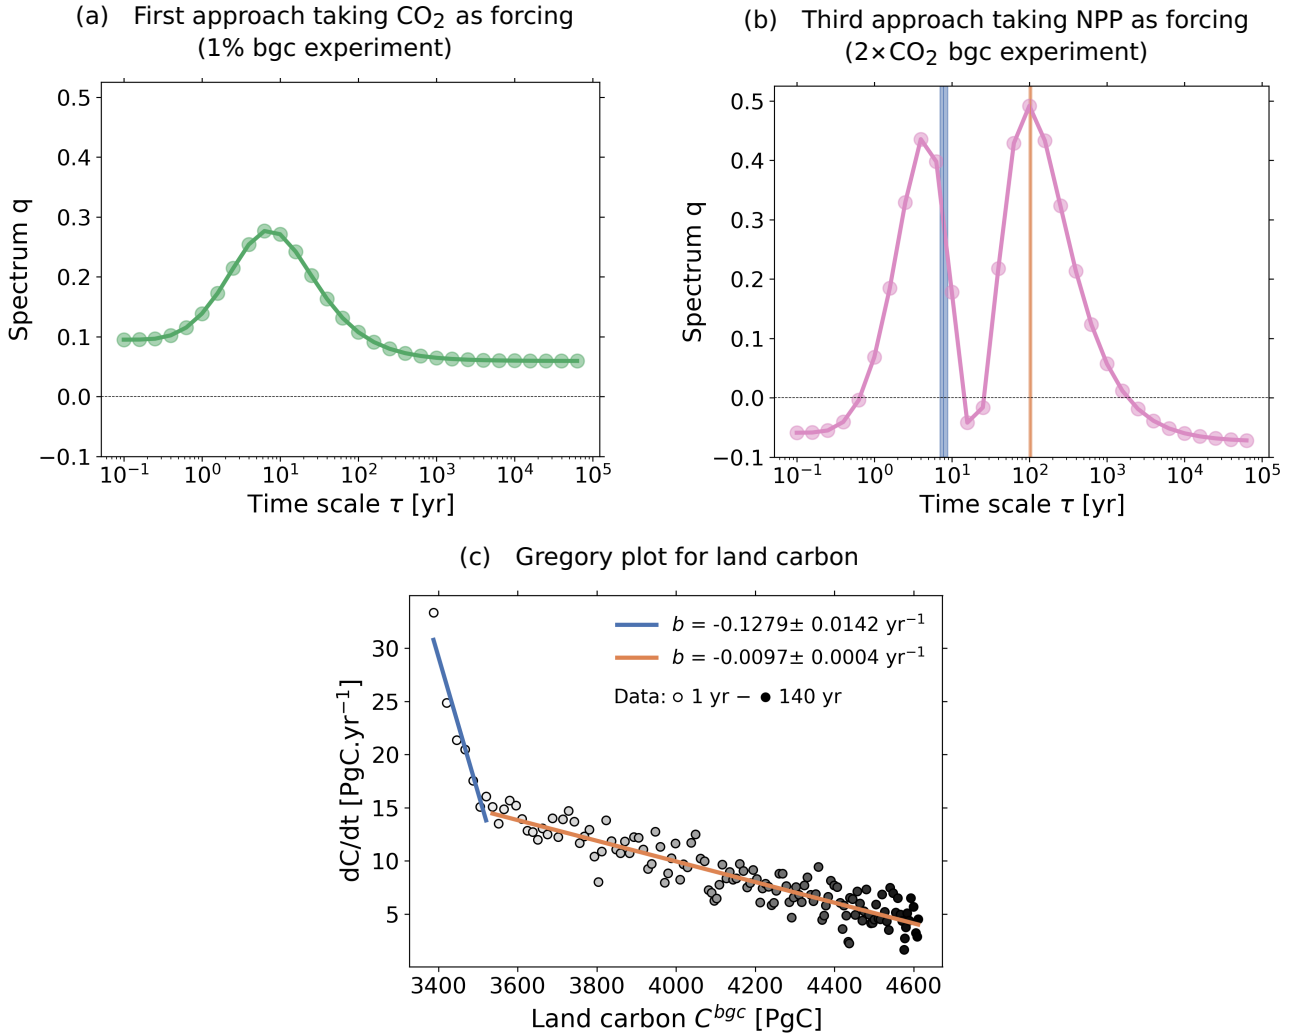 (a) First approach taking CO₂ as forcing
(1% bgc experiment)
0.5
0.4
0.3
0.2
0.1
0.0
−0.1
Spectrum q
10⁻¹ 10⁰ 10¹ 10² 10³ 10⁴ 10⁵
Time scale τ [yr]
(b) Third approach taking NPP as forcing
(2×CO₂ bgc experiment)
0.5
0.4
0.3
0.2
0.1
0.0
−0.1
Spectrum q
10⁻¹ 10⁰ 10¹ 10² 10³ 10⁴ 10⁵
Time scale τ [yr]
(c) Gregory plot for land carbon
b = -0.1279± 0.0142 yr⁻¹
b = -0.0097± 0.0004 yr⁻¹
Data: 1 yr − 140 yr
30
25
20
15
10
5
dC/dt [PgC.yr⁻¹]
3400 3600 3800 4000 4200 4400 4600
Land carbon Cᵇᵍᶜ [PgC]